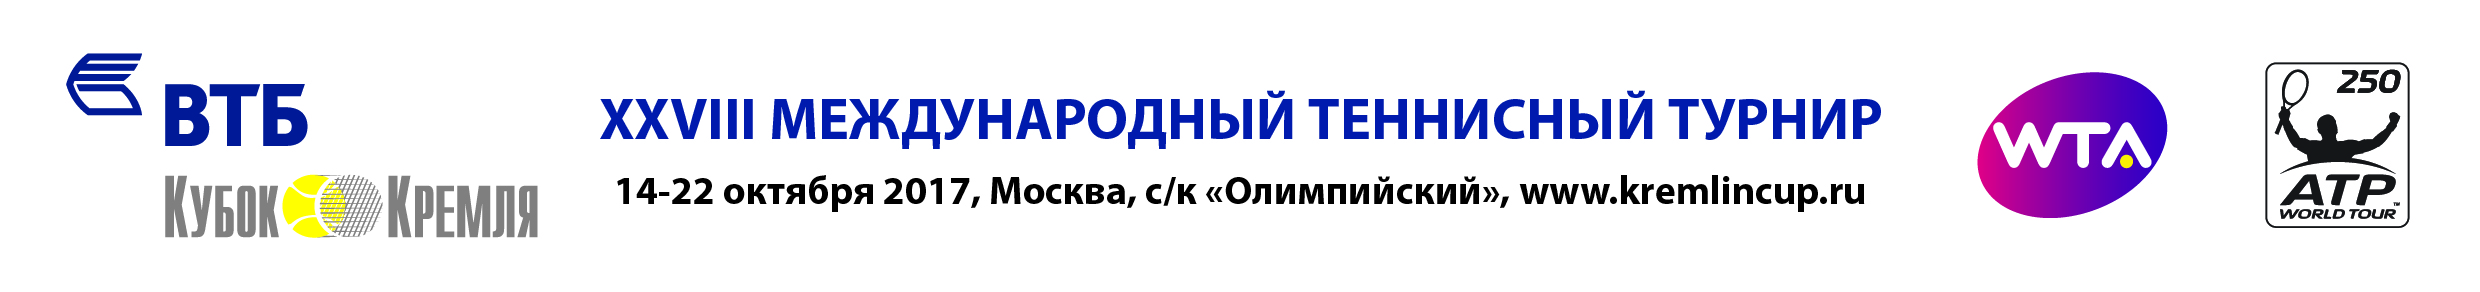 ВТБ
КУБОК КРЕМЛЯ
XXVIII МЕЖДУНАРОДНЫЙ ТЕННИСНЫЙ ТУРНИР
14-22 октября 2017, Москва, с/к «Олимпийский», www.kremlincup.ru
WTA
250
ATP™
WORLD TOUR